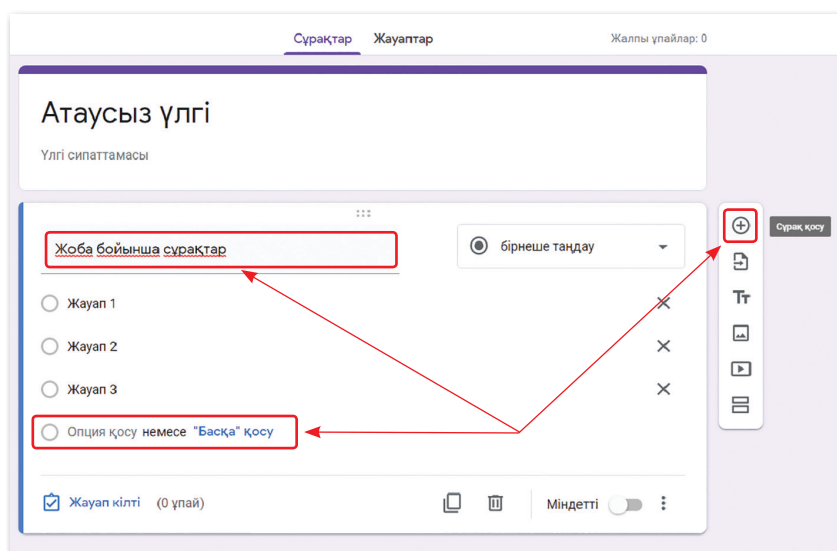 Сұрақтар Жауаптар Жалпы ұпайлар: 0
Атаусыз үлгі
Үлгі сипаттамасы
Жоба бойынша сұрақтар
бірнеше таңдау
Сұрақ қосу
Жауап 1
Жауап 2
Жауап 3
Опция қосу немесе "Басқа" қосу
Жауап кілті (0 ұпай) Міндетті